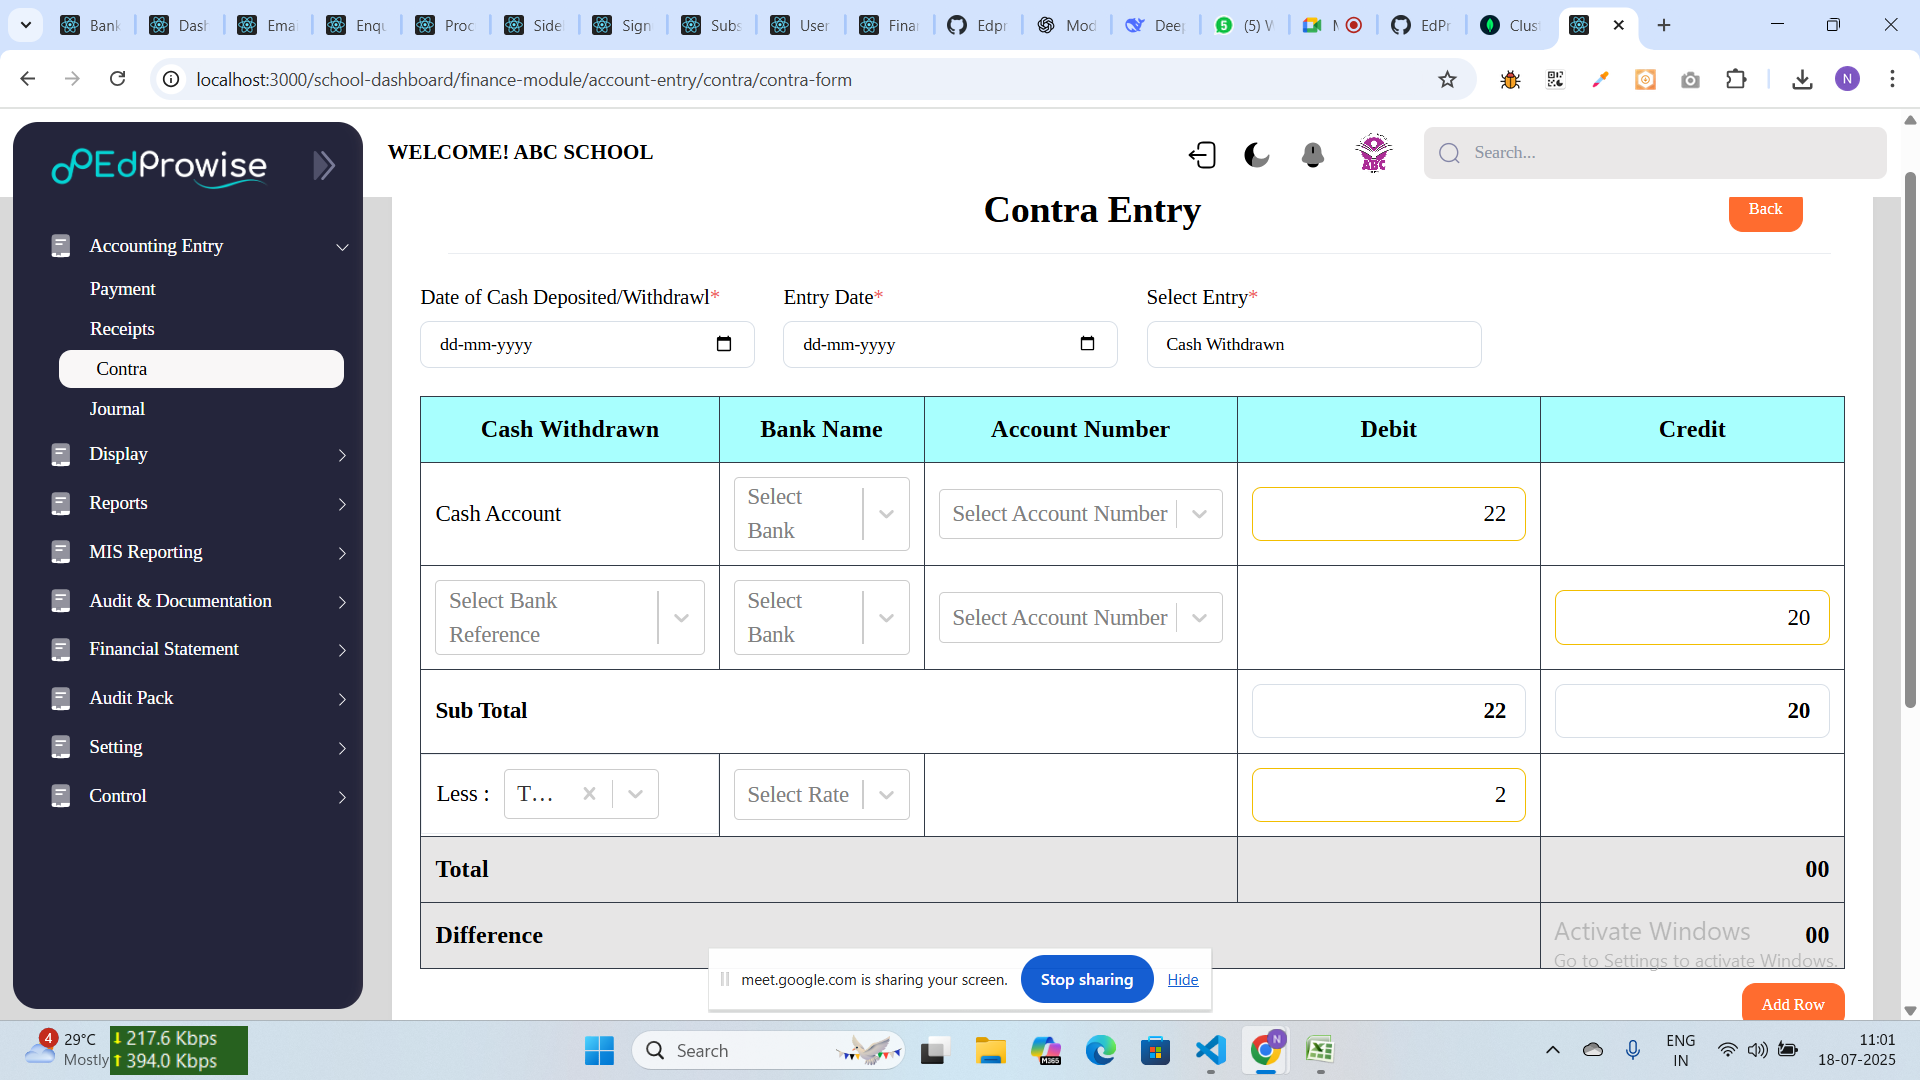 Bank
Dash
Emai
Enqu
Proc
Side
Sign
Subs
User
Finan
Edpr
Mod
Deep
(5) W
EdPr
Clust
localhost:3000/school-dashboard/finance-module/account-entry/contra/contra-form
N
EdProwise
WELCOME! ABC SCHOOL
ABC
Search...
Accounting Entry
Payment
Receipts
Contra
Journal
Display
Reports
MIS Reporting
Audit & Documentation
Financial Statement
Audit Pack
Setting
Control
Contra Entry
Back
Date of Cash Deposited/Withdrawl*
Entry Date*
Select Entry*
dd-mm-yyyy
dd-mm-yyyy
Cash Withdrawn
Cash Withdrawn
Bank Name
Account Number
Debit
Credit
Cash Account
Select Bank
Select Account Number
22
Select Bank Reference
Select Bank
Select Account Number
20
Sub Total
22
20
Less :
T...
Select Rate
2
Total
00
Difference
00
Activate Windows
Go to Settings to activate Windows.
meet.google.com is sharing your screen.
Stop sharing
Hide
Add Row
4
29°C
Mostly
217.6 Kbps
394.0 Kbps
Search
M365
N
ENG
IN
11:01
18-07-2025